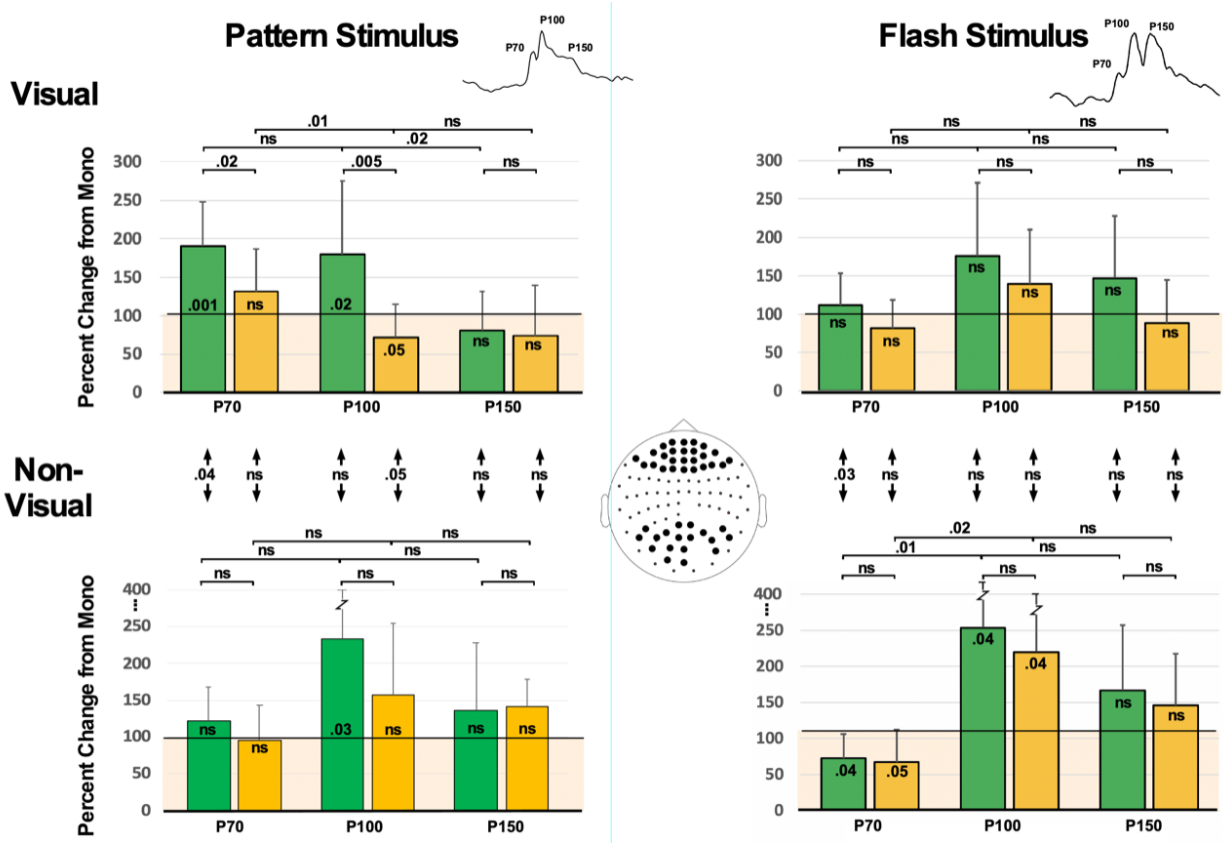 Pattern Stimulus
P100
P70
P150
Flash Stimulus
P100
P150
P70
Visual
.01
ns
ns
.02
.02
.005
ns
Percent Change from Mono
300
250
200
150
100
50
0
.001
ns
.02
.05
ns
ns
P70
P100
P150
ns
ns
ns
ns
ns
ns
ns
300
250
200
150
100
50
0
ns
ns
ns
ns
ns
ns
P70
P100
P150
Non-
Visual
.04
ns
ns
.05
ns
ns
.03
ns
ns
ns
ns
ns
ns
ns
ns
ns
ns
ns
ns
Percent Change from Mono
400
250
200
150
100
50
0
ns
ns
.03
ns
ns
ns
P70
P100
P150
.02
ns
.01
ns
ns
ns
ns
400
250
200
150
100
50
0
.04
.05
.04
.04
ns
ns
P70
P100
P150